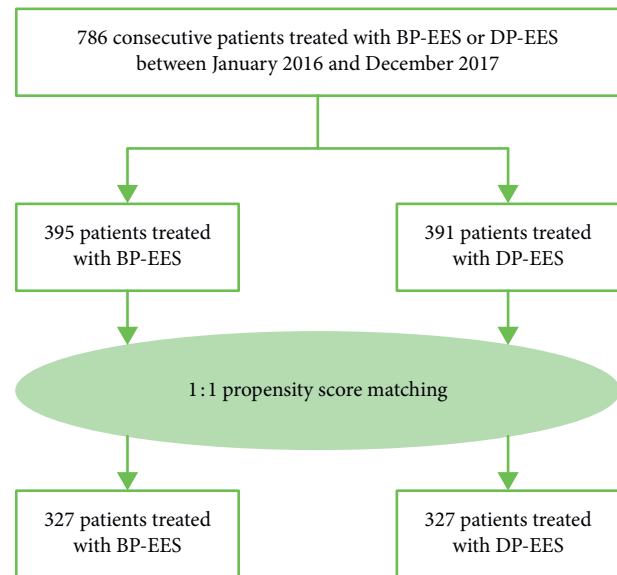 786 consecutive patients treated with BP-EES or DP-EES
between January 2016 and December 2017
395 patients treated
with BP-EES
391 patients treated
with DP-EES
1:1 propensity score matching
327 patients treated
with BP-EES
327 patients treated
with DP-EES